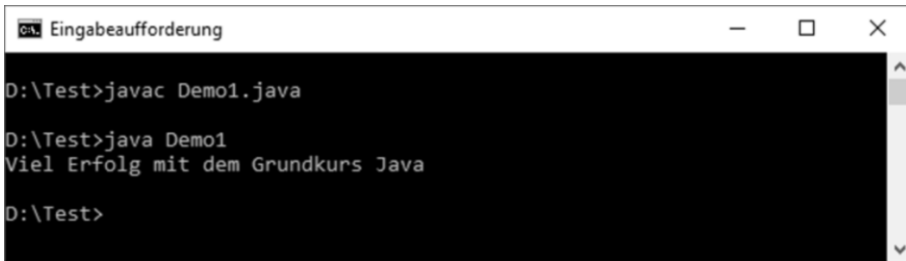 Eingabeaufforderung
D:\Test>javac Demo1.java
D:\Test>java Demo1
Viel Erfolg mit dem Grundkurs Java
D:\Test>